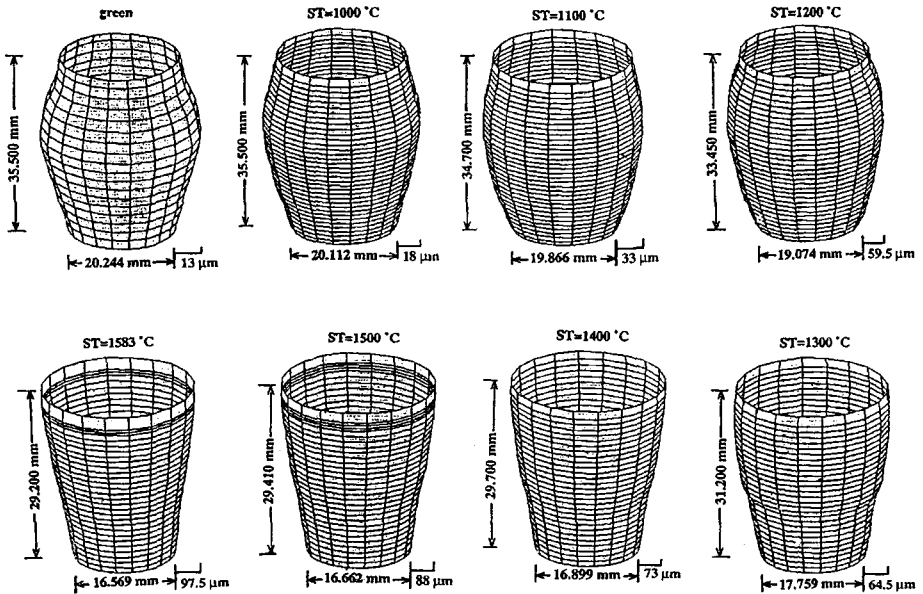 green
ST=1000 °C
ST=1100 °C
ST=1200 °C
35.500 mm
35.500 mm
34.700 mm
33.450 mm
20.244 mm
13 μm
20.112 mm
18 μm
19.866 mm
33 μm
19.074 mm
59.5 μm
ST=1583 °C
ST=1500 °C
ST=1400 °C
ST=1300 °C
29.200 mm
29.410 mm
29.700 mm
31.200 mm
16.569 mm
97.5 μm
16.662 mm
88 μm
16.899 mm
73 μm
17.759 mm
64.5 μm